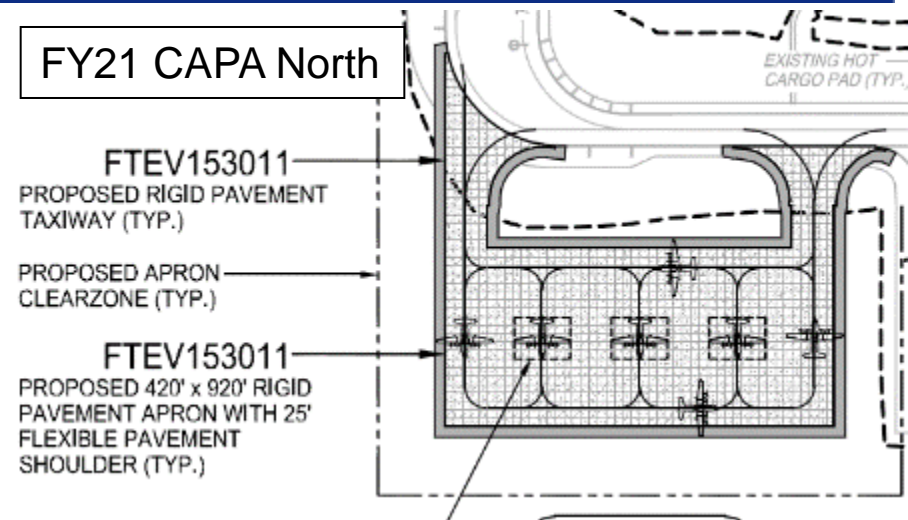 FY21 CAPA North
EXISTING HOT
CARGO PAD (TYP.)
FTEV153011
PROPOSED RIGID PAVEMENT
TAXIWAY (TYP.)
PROPOSED APRON
CLEARZONE (TYP.)
FTEV153011
PROPOSED 420' x 920' RIGID
PAVEMENT APRON WITH 25'
FLEXIBLE PAVEMENT
SHOULDER (TYP.)